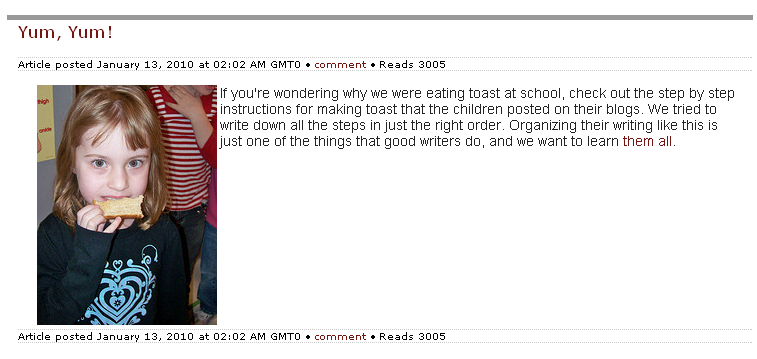 Yum, Yum!
Article posted January 13, 2010 at 02:02 AM GMT0 • comment • Reads 3005
If you're wondering why we were eating toast at school, check out the step by step
instructions for making toast that the children posted on their blogs. We tried to
write down all the steps in just the right order. Organizing their writing like this is
just one of the things that good writers do, and we want to learn them all.
thigh
ankle
Article posted January 13, 2010 at 02:02 AM GMT0 • comment • Reads 3005